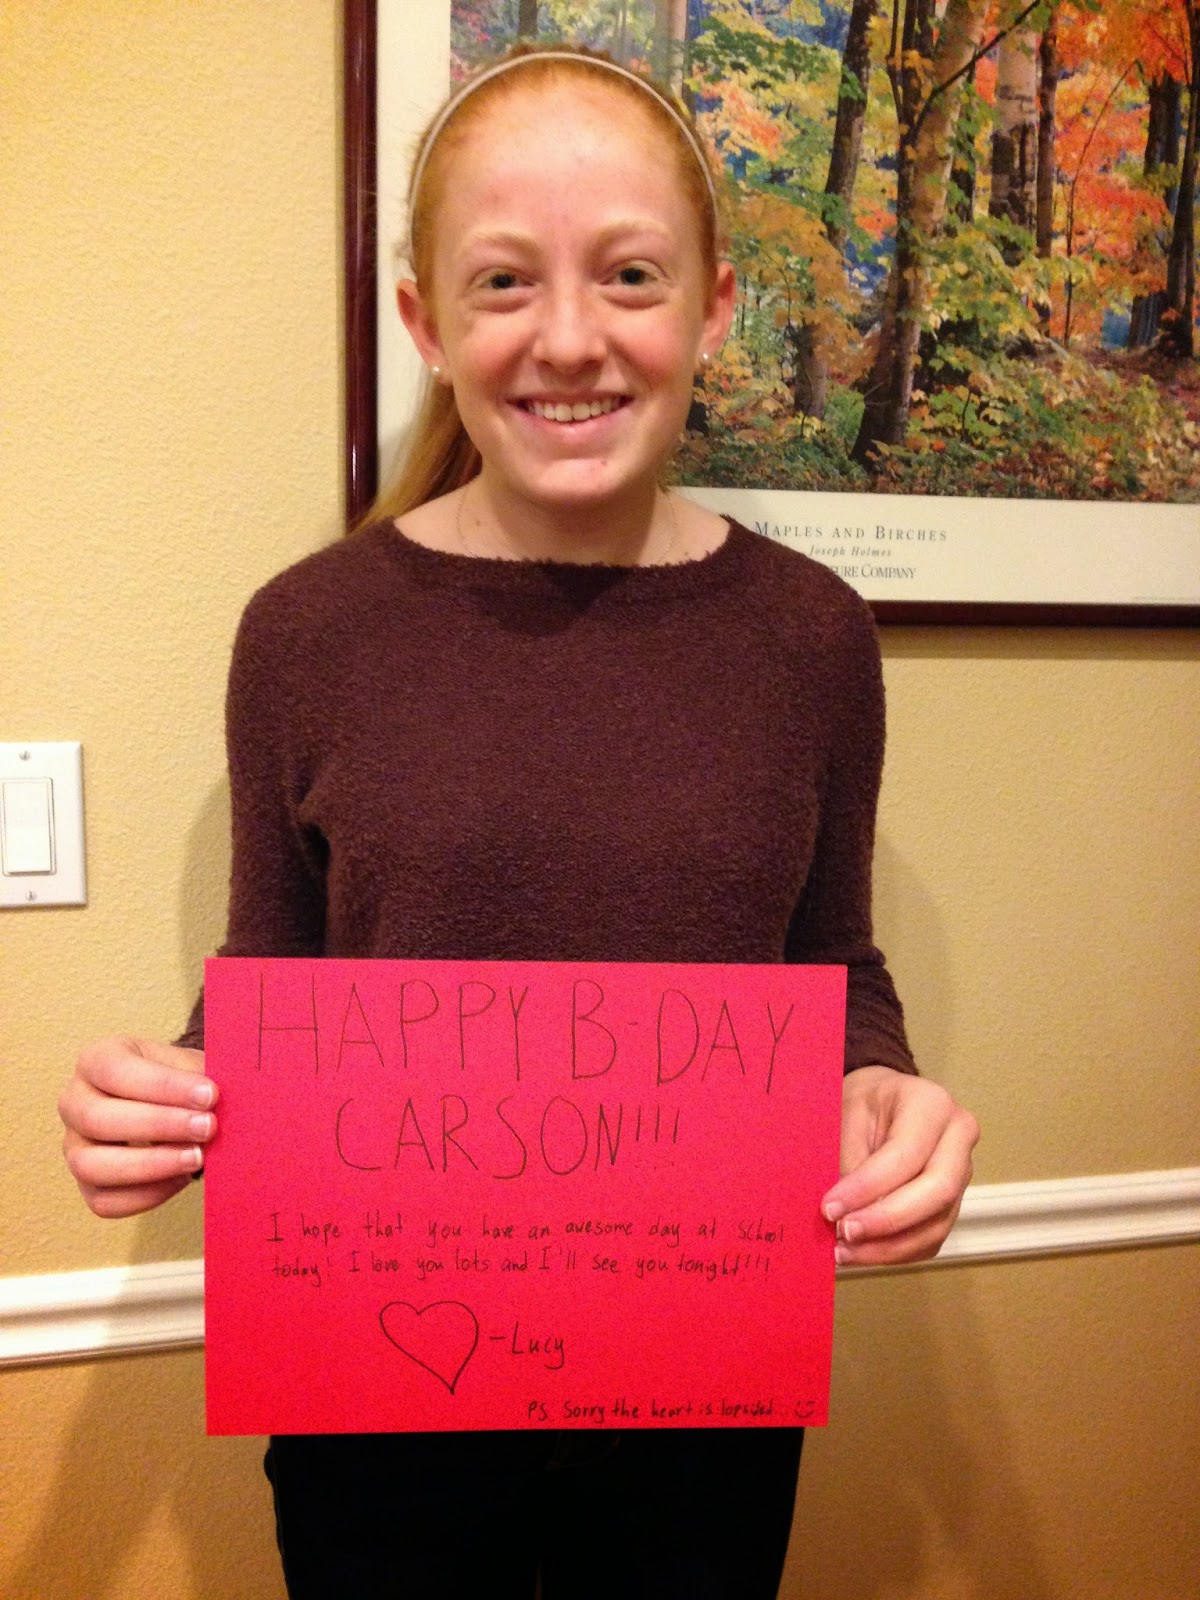 MAPLES AND BIRCHES
Joseph Holmes
URE COMPANY
HAPPY B-DAY
CARSON!!!
I hope that you have an awesome day at school
today! I love you lots and I'll see you tonight!!!
-Lucy
PS Sorry the heart is lopsided